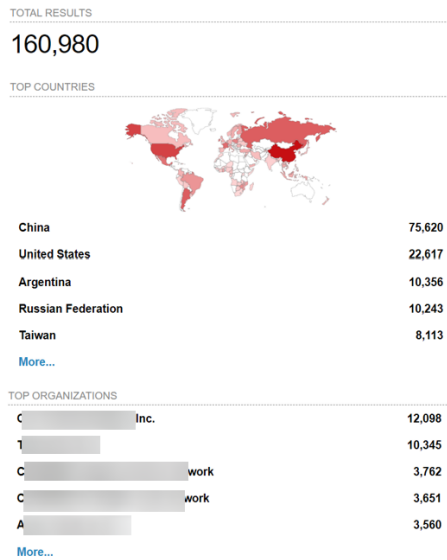 TOTAL RESULTS
160,980
TOP COUNTRIES
China 75,620
United States 22,617
Argentina 10,356
Russian Federation 10,243
Taiwan 8,113
More...
TOP ORGANIZATIONS
Inc. 12,098
10,345
work 3,762
work 3,651
3,560
More...